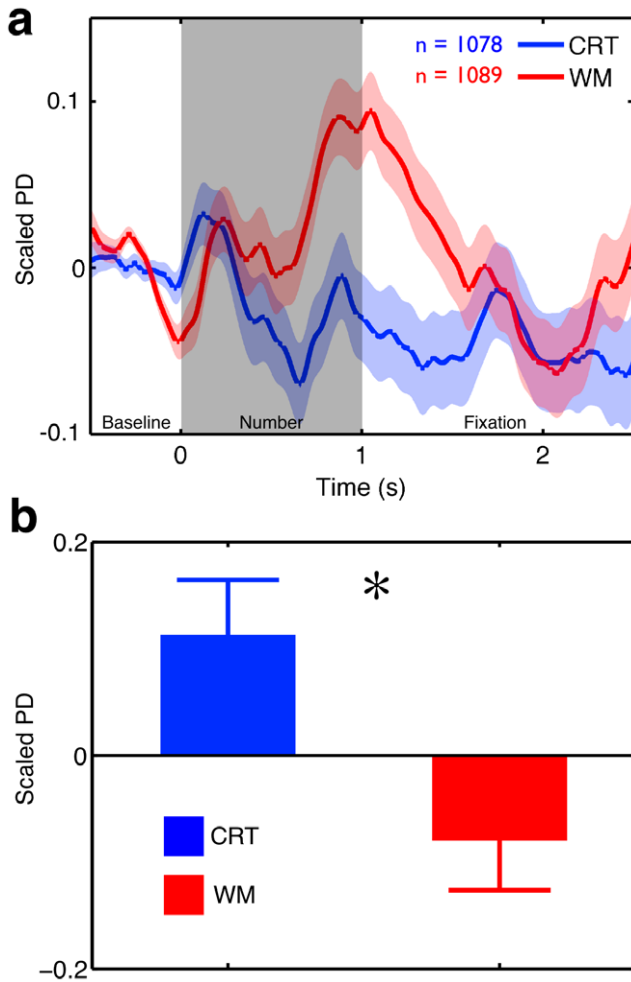 a
n = 1078 CRT
n = 1089 WM
0.1
Scaled PD
0
-0.1
Baseline Number Fixation
0 1 2
Time (s)
b
0.2
*
Scaled PD
0
CRT
WM
−0.2